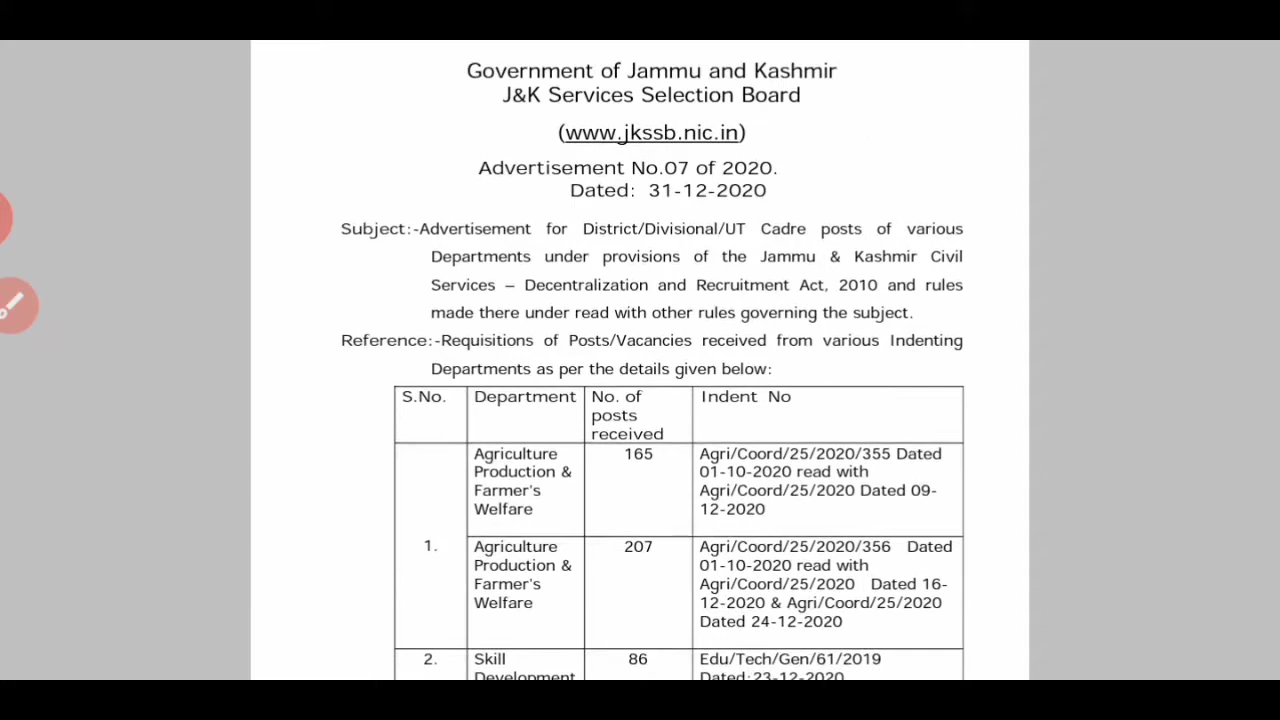 Government of Jammu and Kashmir
J&K Services Selection Board
(www.jkssb.nic.in)
Advertisement No.07 of 2020.
Dated: 31-12-2020
Subject:-Advertisement for District/Divisional/UT Cadre posts of various
Departments under provisions of the Jammu & Kashmir Civil
Services – Decentralization and Recruitment Act, 2010 and rules
made there under read with other rules governing the subject.
Reference:-Requisitions of Posts/Vacancies received from various Indenting
Departments as per the details given below:
S.No. Department No. of Indent No
posts
received
Agriculture 165 Agri/Coord/25/2020/355 Dated
Production & 01-10-2020 read with
Farmer's Agri/Coord/25/2020 Dated 09-
Welfare 12-2020
1. Agriculture 207 Agri/Coord/25/2020/356 Dated
Production & 01-10-2020 read with
Farmer's Agri/Coord/25/2020 Dated 16-
Welfare 12-2020 & Agri/Coord/25/2020
Dated 24-12-2020
2. Skill 86 Edu/Tech/Gen/61/2019
Development Dated:23-12-2020